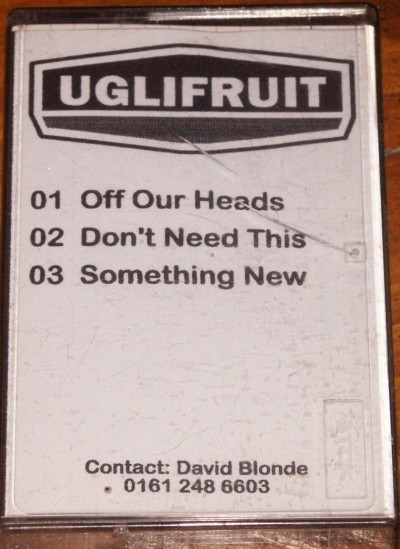 UGLIFRUIT
01 Off Our Heads
02 Don't Need This
03 Something New
Contact: David Blonde
0161 248 6603